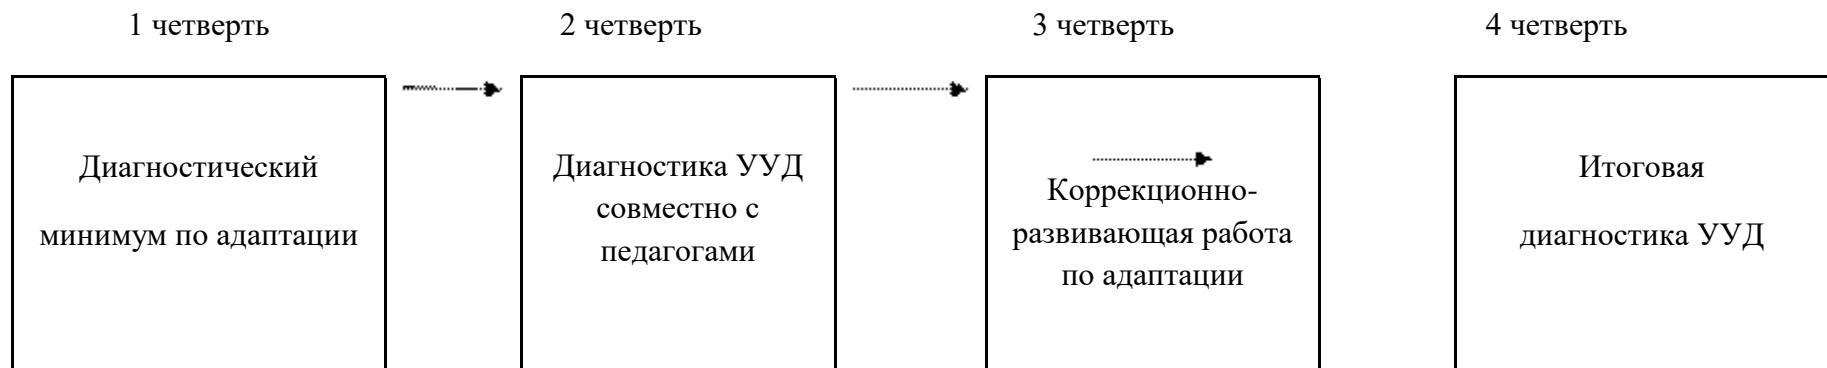 1 четверть
2 четверть
3 четверть
4 четверть
Диагностический
минимум по адаптации
Диагностика УУД
совместно с
педагогами
Коррекционно-
развивающая работа
по адаптации
Итоговая
диагностика УУД